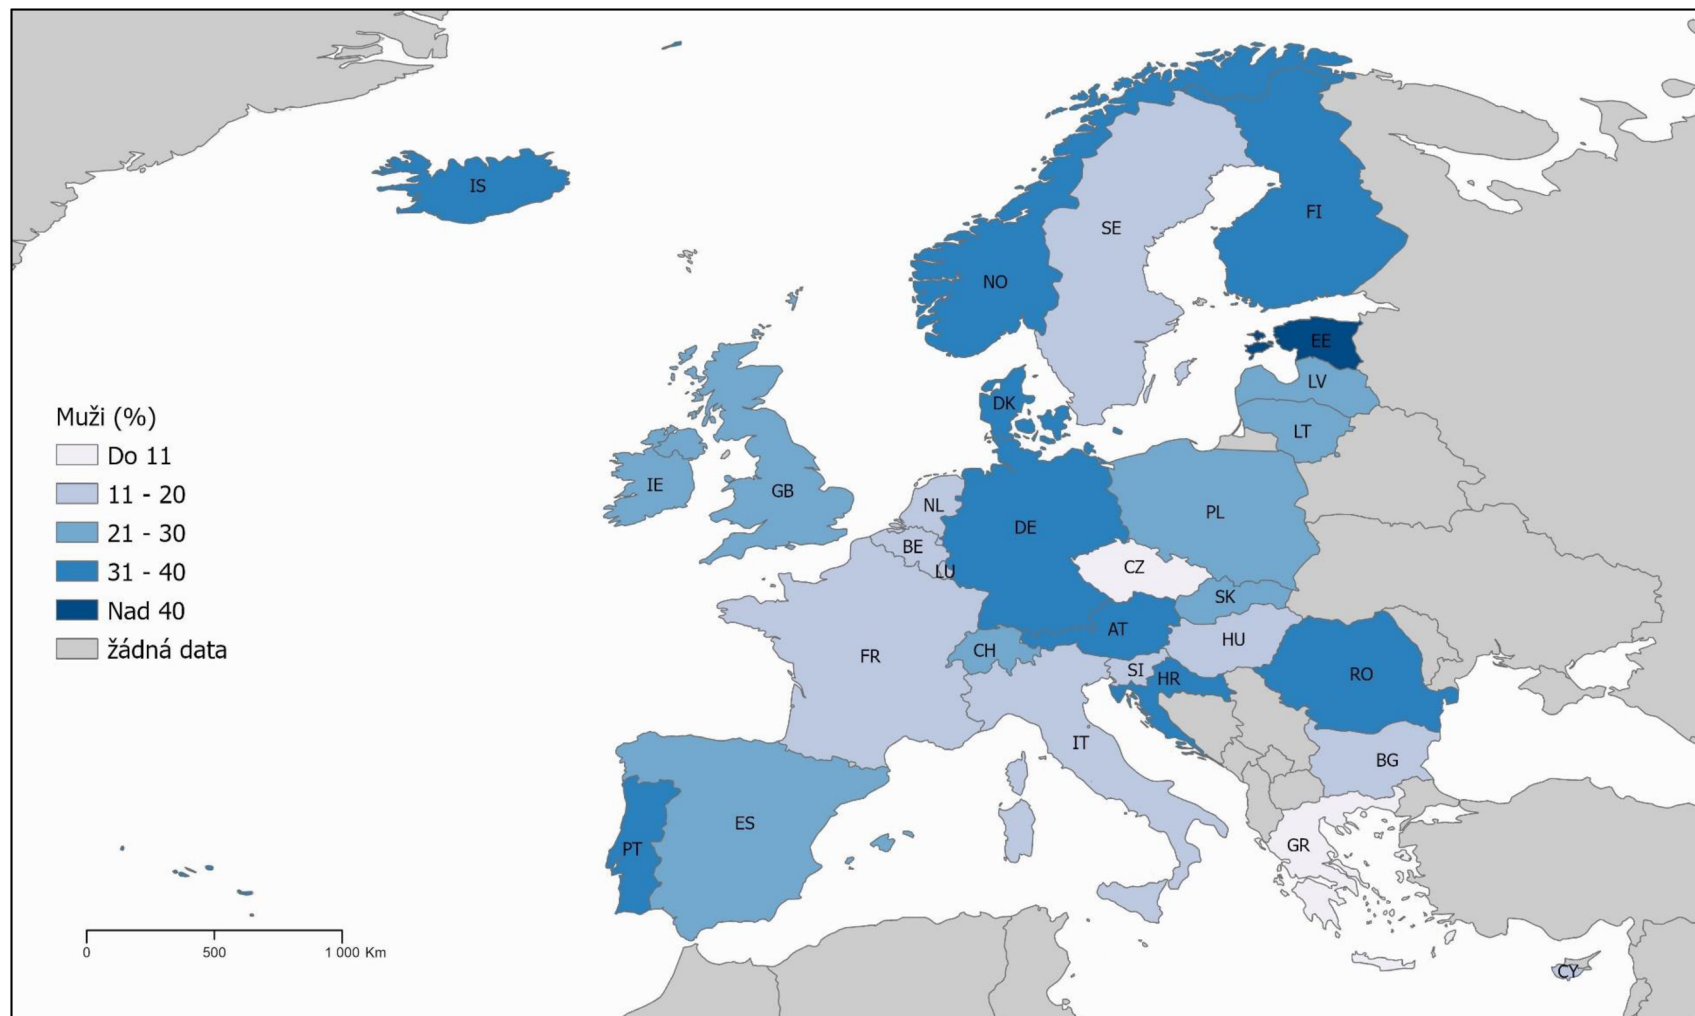 IS
FI
SE
NO
EE
LV
DK
LT
IE
GB
NL
PL
DE
BE
CZ
LU
SK
AT
HU
CH
FR
SI
HR
RO
IT
BG
ES
PT
GR
CY
Muži (%)
Do 11
11 - 20
21 - 30
31 - 40
Nad 40
žádná data
0 500 1 000 Km